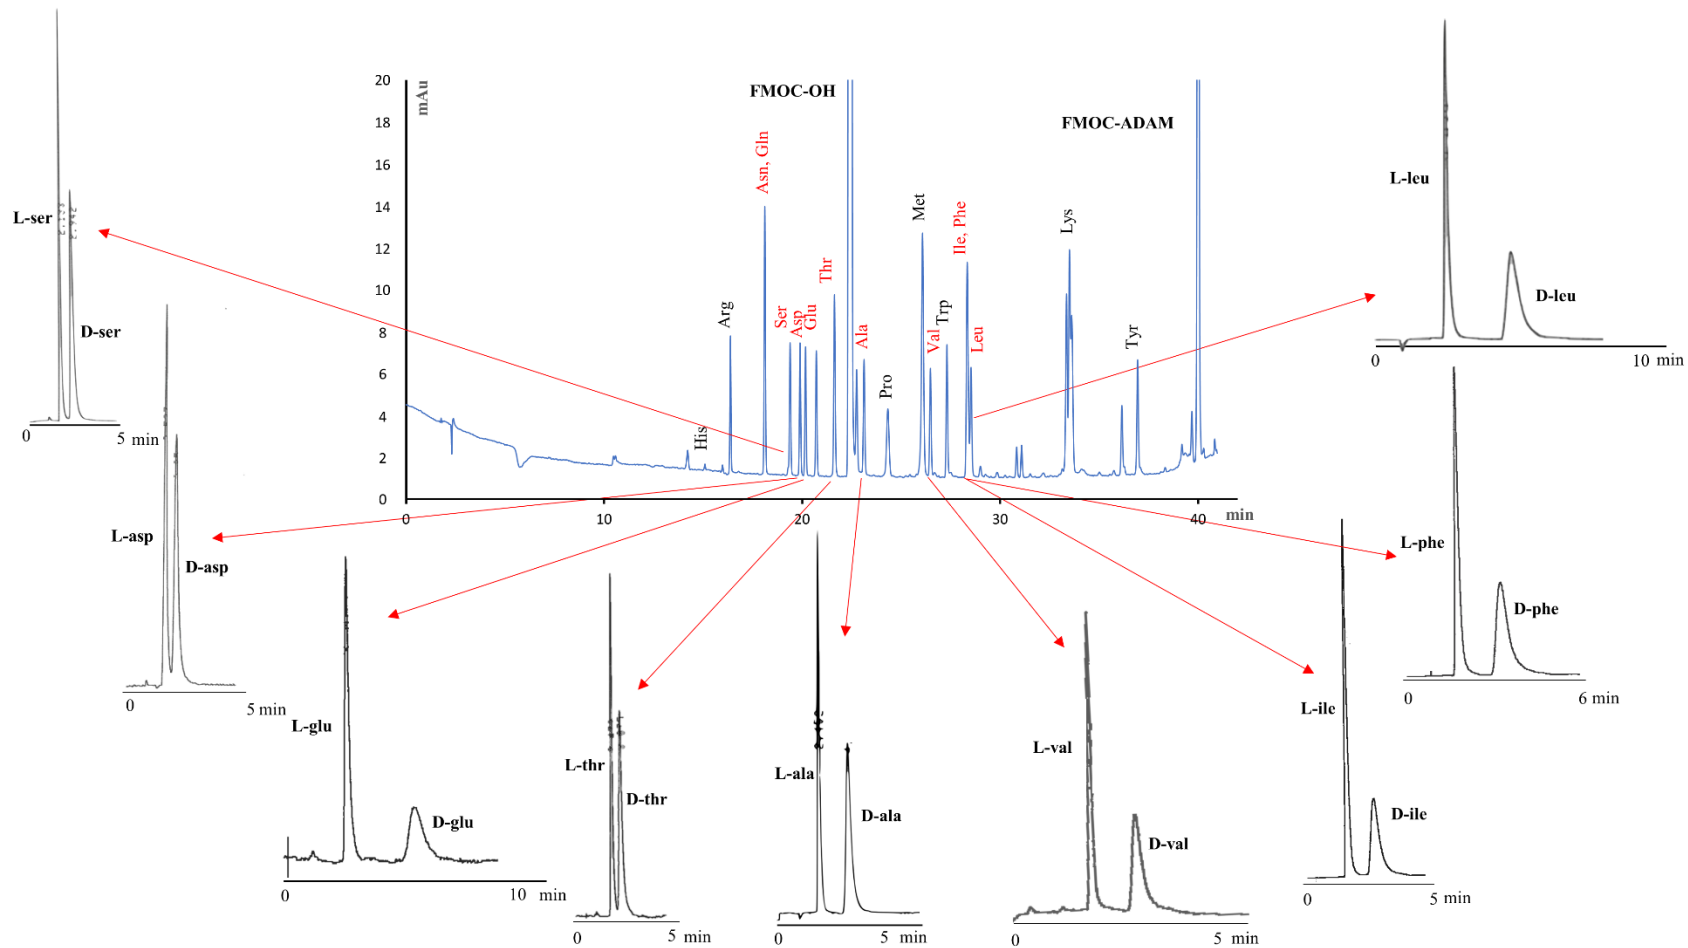 20
mAu
FMOC-OH
18
FMOC-ADAM
16
Asn, Gln
L-leu
14
Met
L-ser
Ile, Phe
Lys
12
Thr
10
D-leu
Arg
Ser
Asp
Glu
Trp
D-ser
8
Ala
Val
Leu
Tyr
0
10 min
6
Pro
4
His
0
5 min
2
0
0
10
20
30
40
min
L-asp
L-phe
D-asp
D-phe
0
5 min
0
6 min
L-glu
L-thr
L-ala
L-val
L-ile
D-thr
D-glu
D-ala
D-val
D-ile
0
10 min
0
5 min
0
5 min
0
5 min
0
5 min